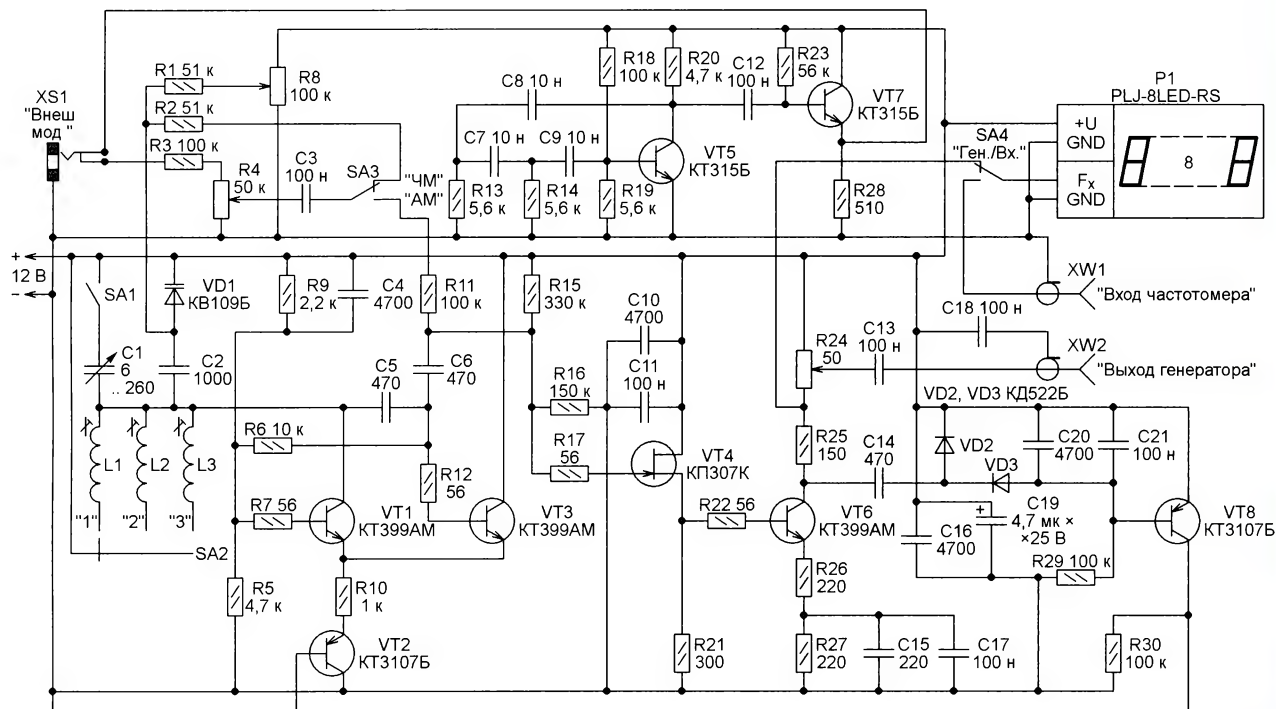 XS1
"Внеш
мод "
R1 51 к
R2 51 к
R3 100 к
R4
50 к
R8
100 к
C3
100 н
SA3
"ЧМ"
"АМ"
C8 10 н
C7 10 н
C9 10 н
R13
5,6 к
R14
5,6 к
R18
100 к
R19
5,6 к
R20
4,7 к
VT5
КТ315Б
C12
100 н
R23
56 к
VT7
КТ315Б
R28
510
SA4
"Ген./Вх."
P1
PLJ-8LED-RS
+U
GND
Fx
GND
8
8
8
XW1
"Вход частотомера"
+
12 В
−
SA1
VD1
КВ109Б
R9
2,2 к
C4
4700
R11
100 к
R15
330 к
C10
4700
C11
100 н
C1
6
.. 260
C2
1000
C5
470
C6
470
R16
150 к
R17
56
VT4
КП307К
R24
50
C13
100 н
C18 100 н
XW2
"Выход генератора"
VD2, VD3 КД522Б
L1
L2
L3
"1"
"2"
"3"
SA2
R6 10 к
R7 56
R12
56
VT1
КТ399АМ
VT3
КТ399АМ
R5
4,7 к
R10
1 к
VT2
КТ3107Б
R22 56
R21
300
R25
150
C14
470
VT6
КТ399АМ
R26
220
R27
220
C15
220
C17
100 н
VD2
VD3
C20
4700
C21
100 н
C16
4700
+
C19
4,7 мк ×
×25 В
R29 100 к
VT8
КТ3107Б
R30
100 к